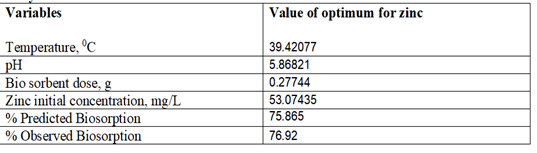 Variables Value of optimum for zinc
Temperature, ⁰C 39.42077
pH 5.86821
Bio sorbent dose, g 0.27744
Zinc initial concentration, mg/L 53.07435
% Predicted Biosorption 75.865
% Observed Biosorption 76.92